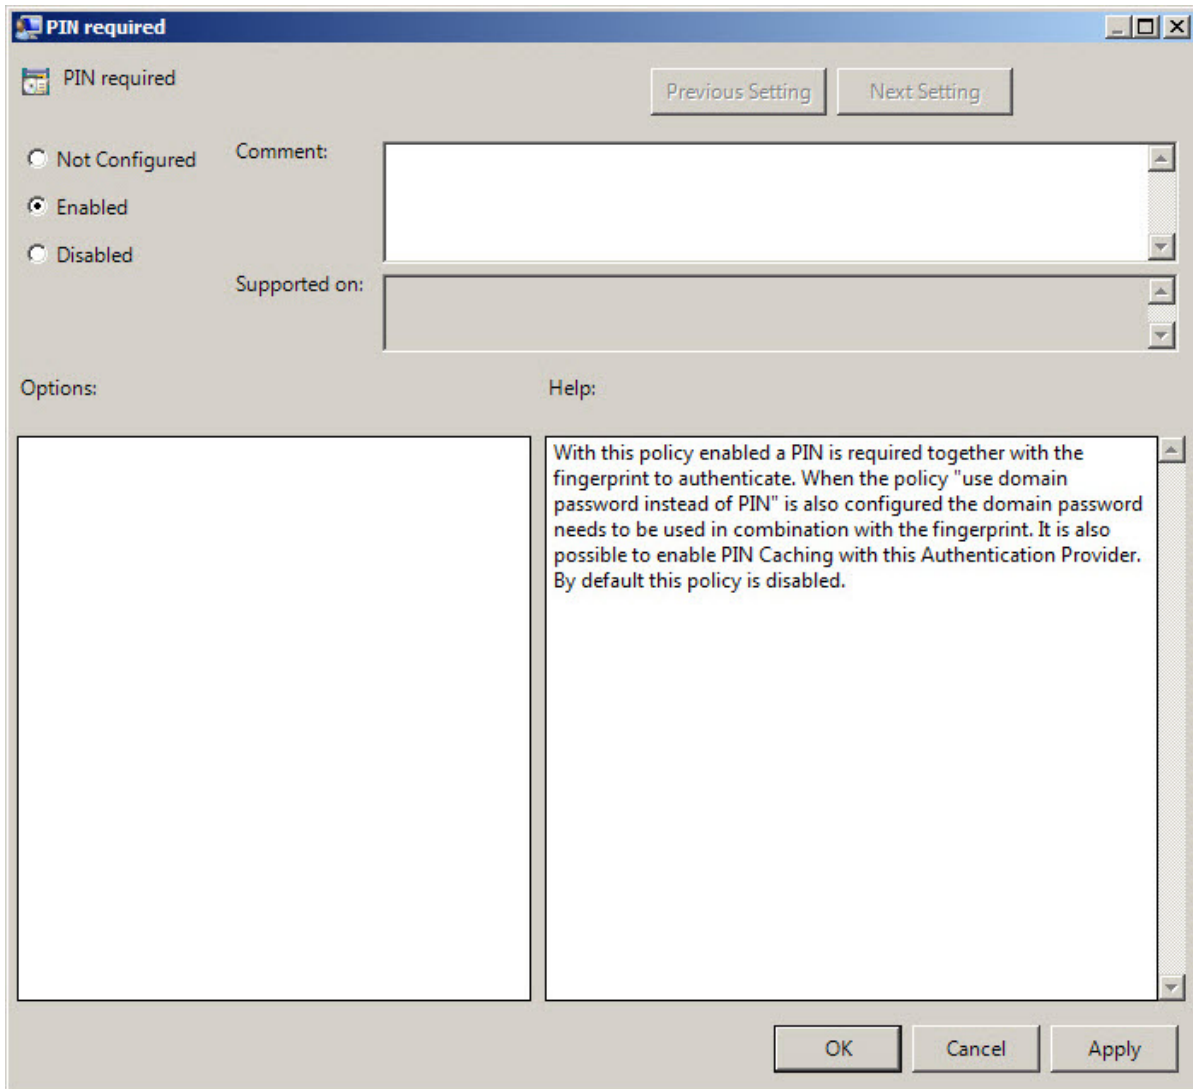 PIN required
PIN required
Previous Setting
Next Setting
Not Configured
Comment:
Enabled
Disabled
Supported on:
Options:
Help:
With this policy enabled a PIN is required together with the
fingerprint to authenticate. When the policy "use domain
password instead of PIN" is also configured the domain password
needs to be used in combination with the fingerprint. It is also
possible to enable PIN Caching with this Authentication Provider.
By default this policy is disabled.
OK
Cancel
Apply